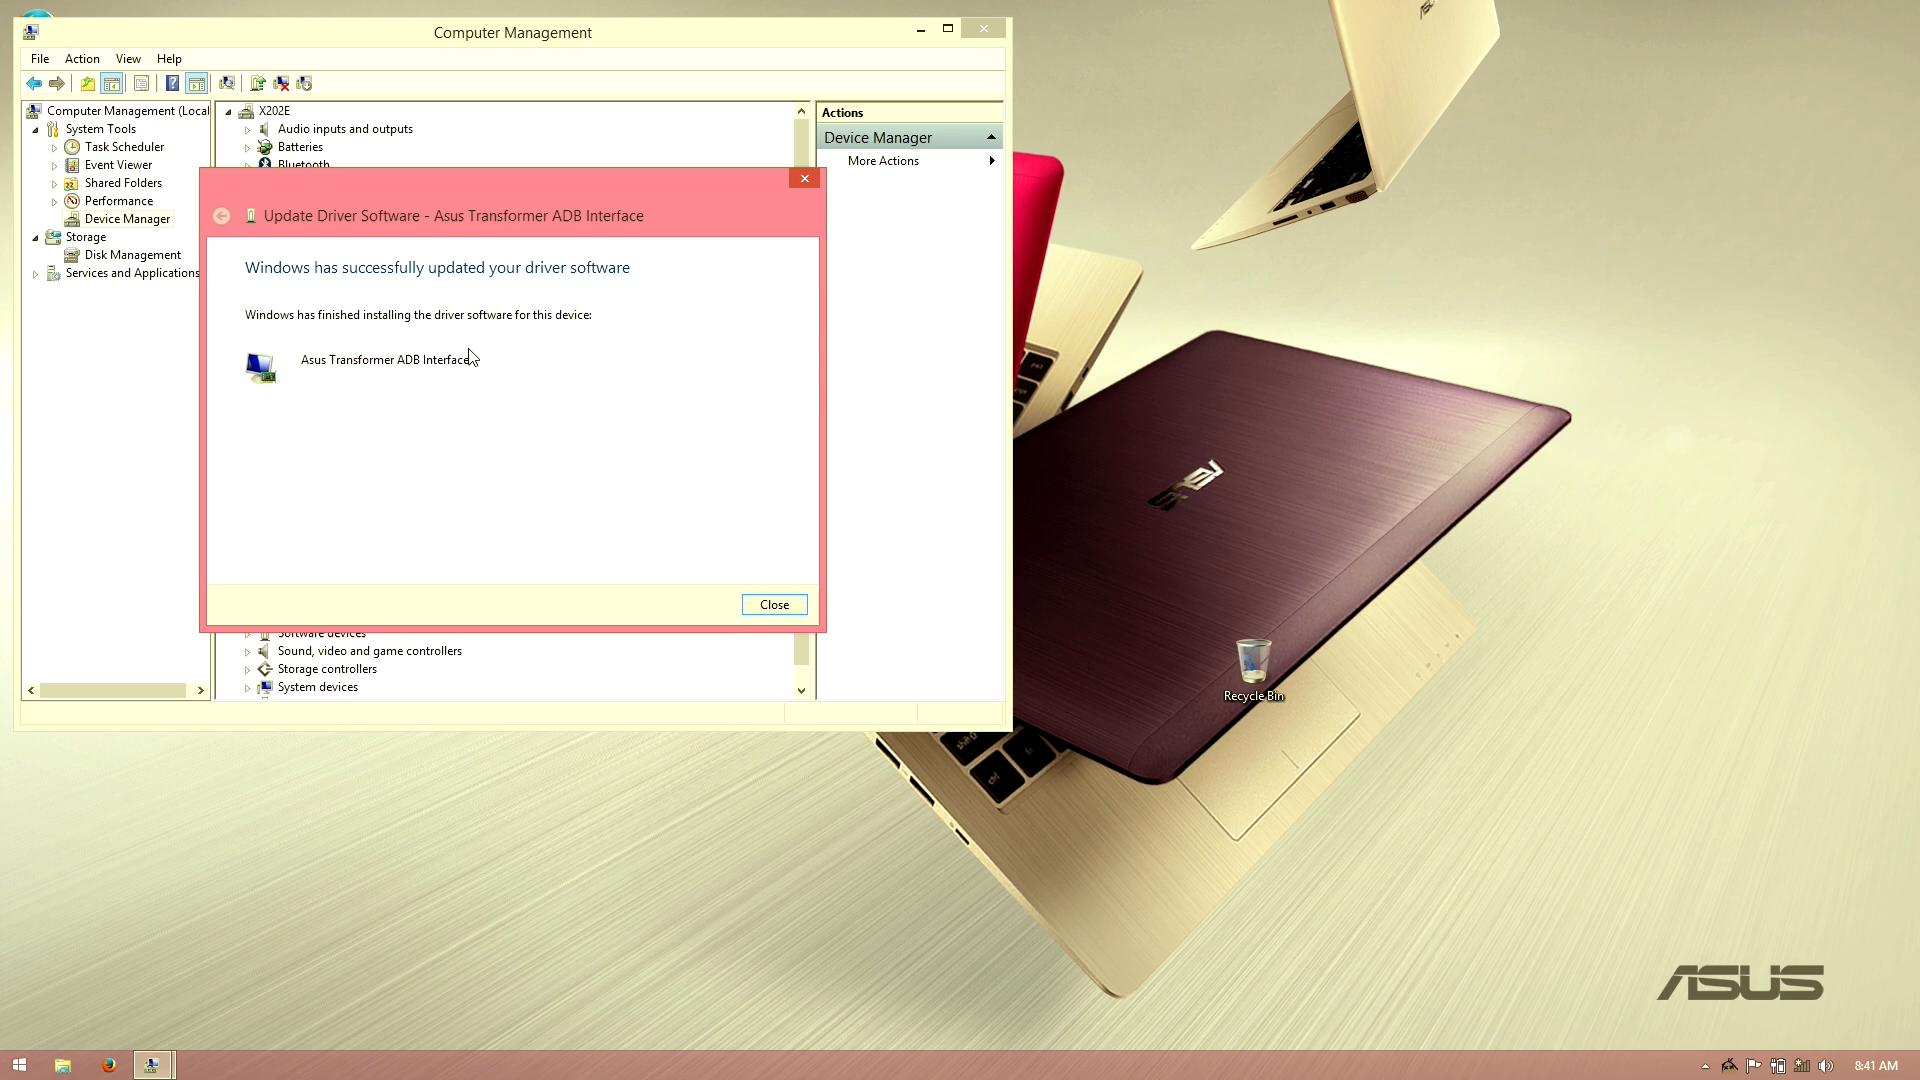 Computer Management
File Action View Help
Computer Management (Local
System Tools
Task Scheduler
Event Viewer
Shared Folders
Performance
Device Manager
Storage
Disk Management
Services and Applications
X202E
Audio inputs and outputs
Batteries
Bluetooth
Actions
Device Manager
More Actions
Update Driver Software - Asus Transformer ADB Interface
Windows has successfully updated your driver software
Windows has finished installing the driver software for this device:
Asus Transformer ADB Interface
Close
Software devices
Sound, video and game controllers
Storage controllers
System devices
ASUS
shift
fn
ctrl
Recycle Bin
ASUS
8:41 AM